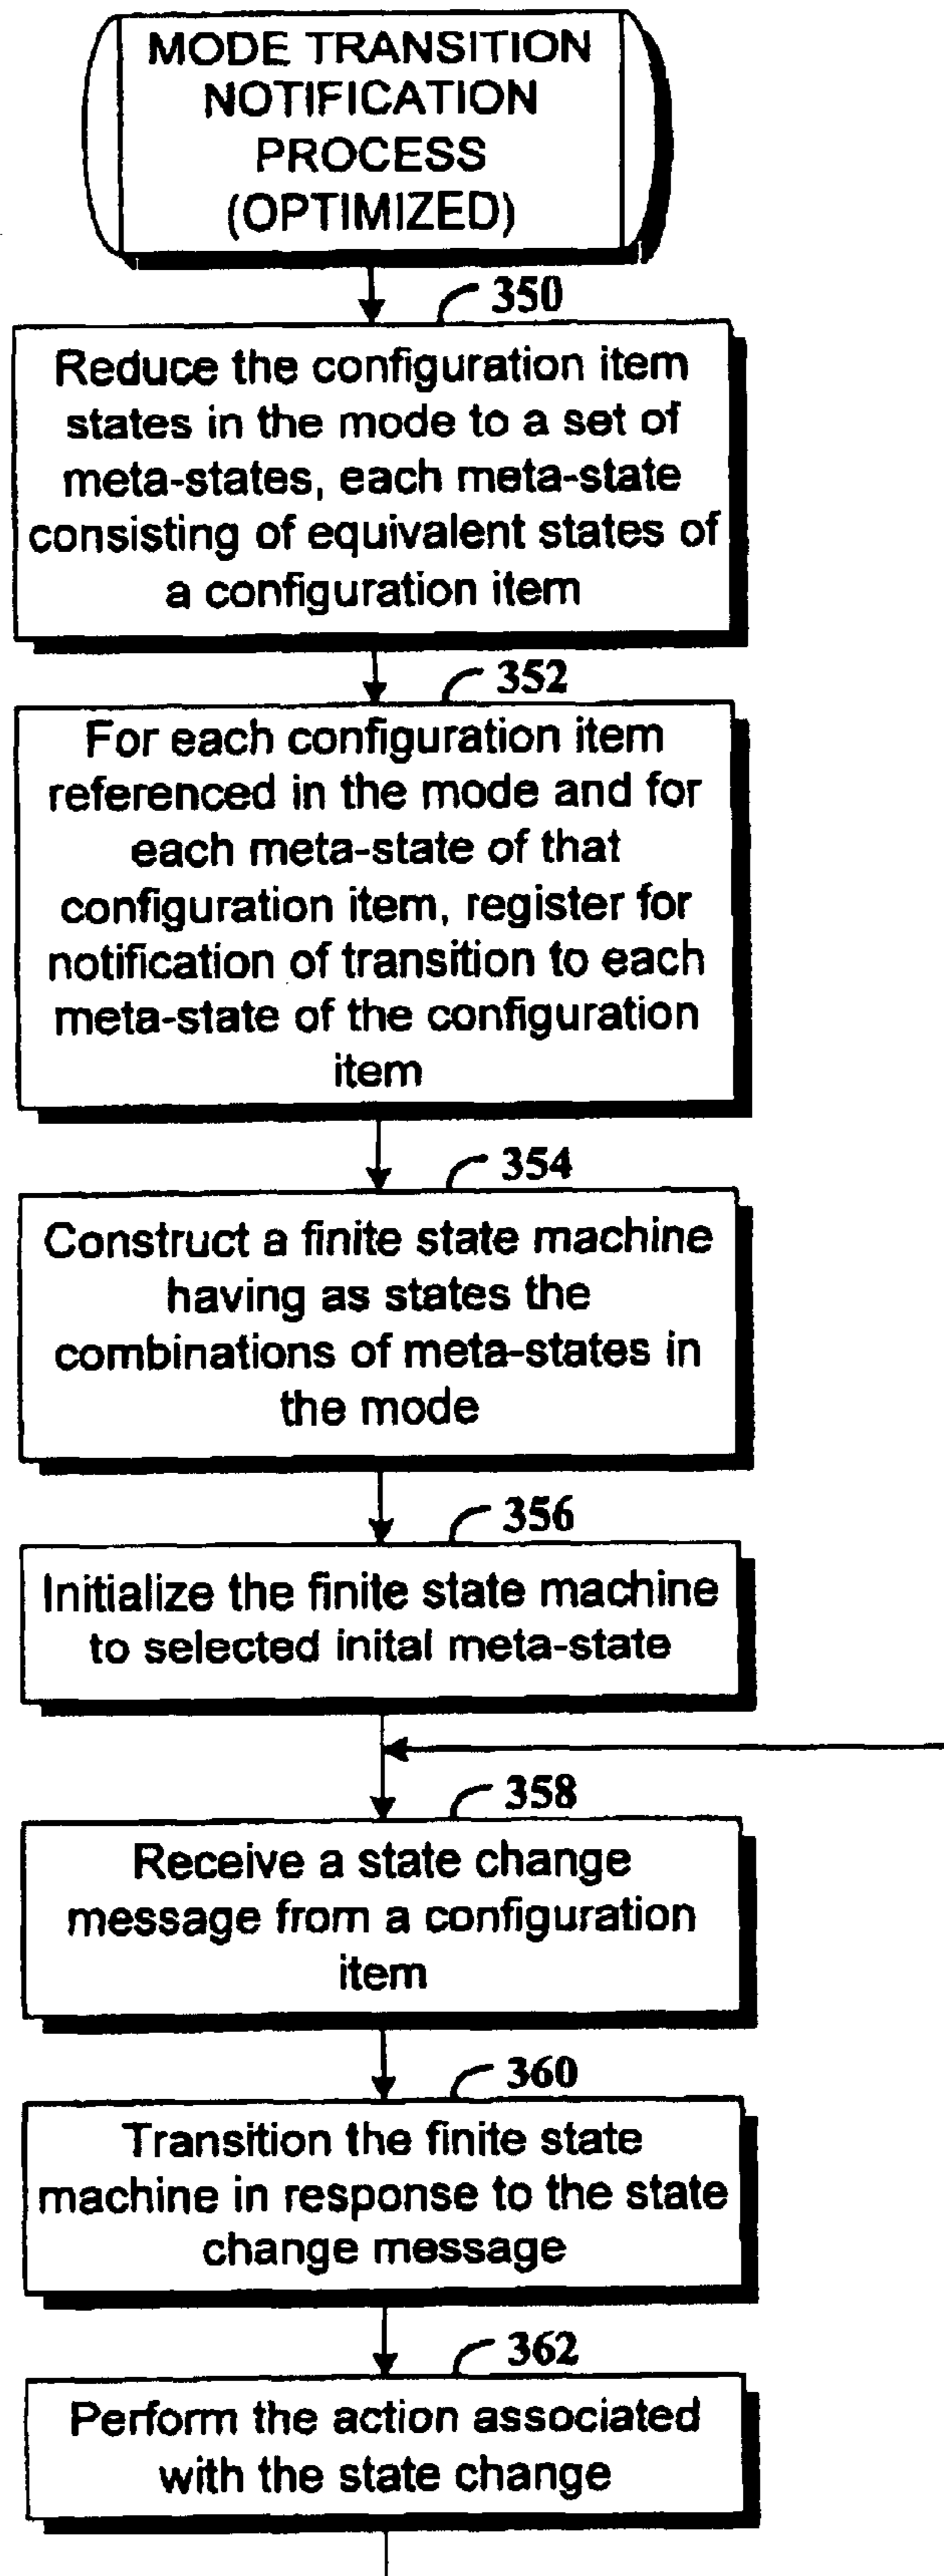 MODE TRANSITION
NOTIFICATION
PROCESS
(OPTIMIZED)
350
Reduce the configuration item
states in the mode to a set of
meta-states, each meta-state
consisting of equivalent states of
a configuration item
352
For each configuration item
referenced in the mode and for
each meta-state of that
configuration item, register for
notification of transition to each
meta-state of the configuration
item
354
Construct a finite state machine
having as states the
combinations of meta-states in
the mode
356
Initialize the finite state machine
to selected inital meta-state
358
Receive a state change
message from a configuration
item
360
Transition the finite state
machine in response to the state
change message
362
Perform the action associated
with the state change